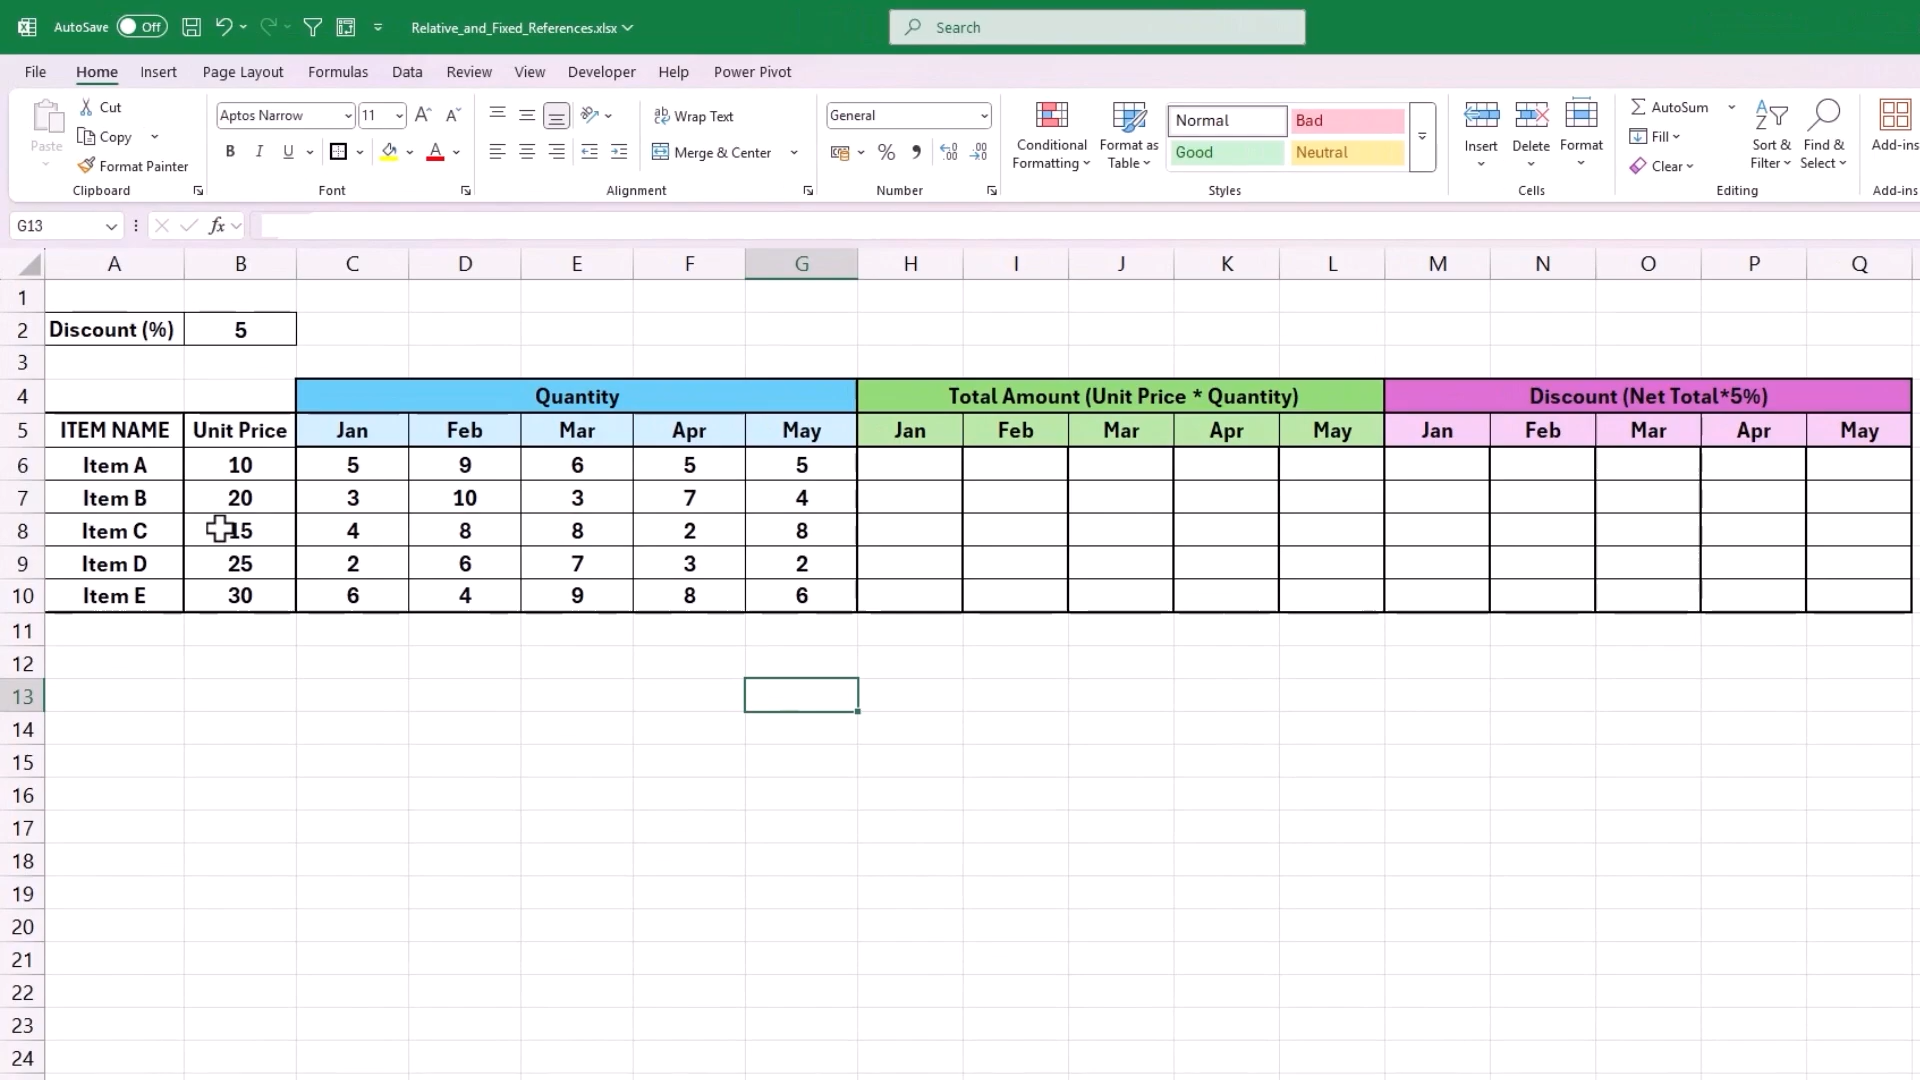 AutoSave Off Relative_and_Fixed_References.xlsx Search
File Home Insert Page Layout Formulas Data Review View Developer Help Power Pivot
Paste Cut Copy Format Painter Clipboard
Aptos Narrow 11 B I U Font
Wrap Text Merge & Center Alignment
General % Number
Conditional Formatting Format as Table Normal Bad Good Neutral Styles
Insert Delete Format Cells
AutoSum Fill Clear Sort & Filter Find & Select Editing
Add-ins Add-ins
G13 fx
A B C D E F G H I J K L M N O P Q
1
2 Discount (%) 5
3
4 Quantity Total Amount (Unit Price * Quantity) Discount (Net Total*5%)
5 ITEM NAME Unit Price Jan Feb Mar Apr May Jan Feb Mar Apr May Jan Feb Mar Apr May
6 Item A 10 5 9 6 5 5
7 Item B 20 3 10 3 7 4
8 Item C 15 4 8 8 2 8
9 Item D 25 2 6 7 3 2
10 Item E 30 6 4 9 8 6
11
12
13
14
15
16
17
18
19
20
21
22
23
24